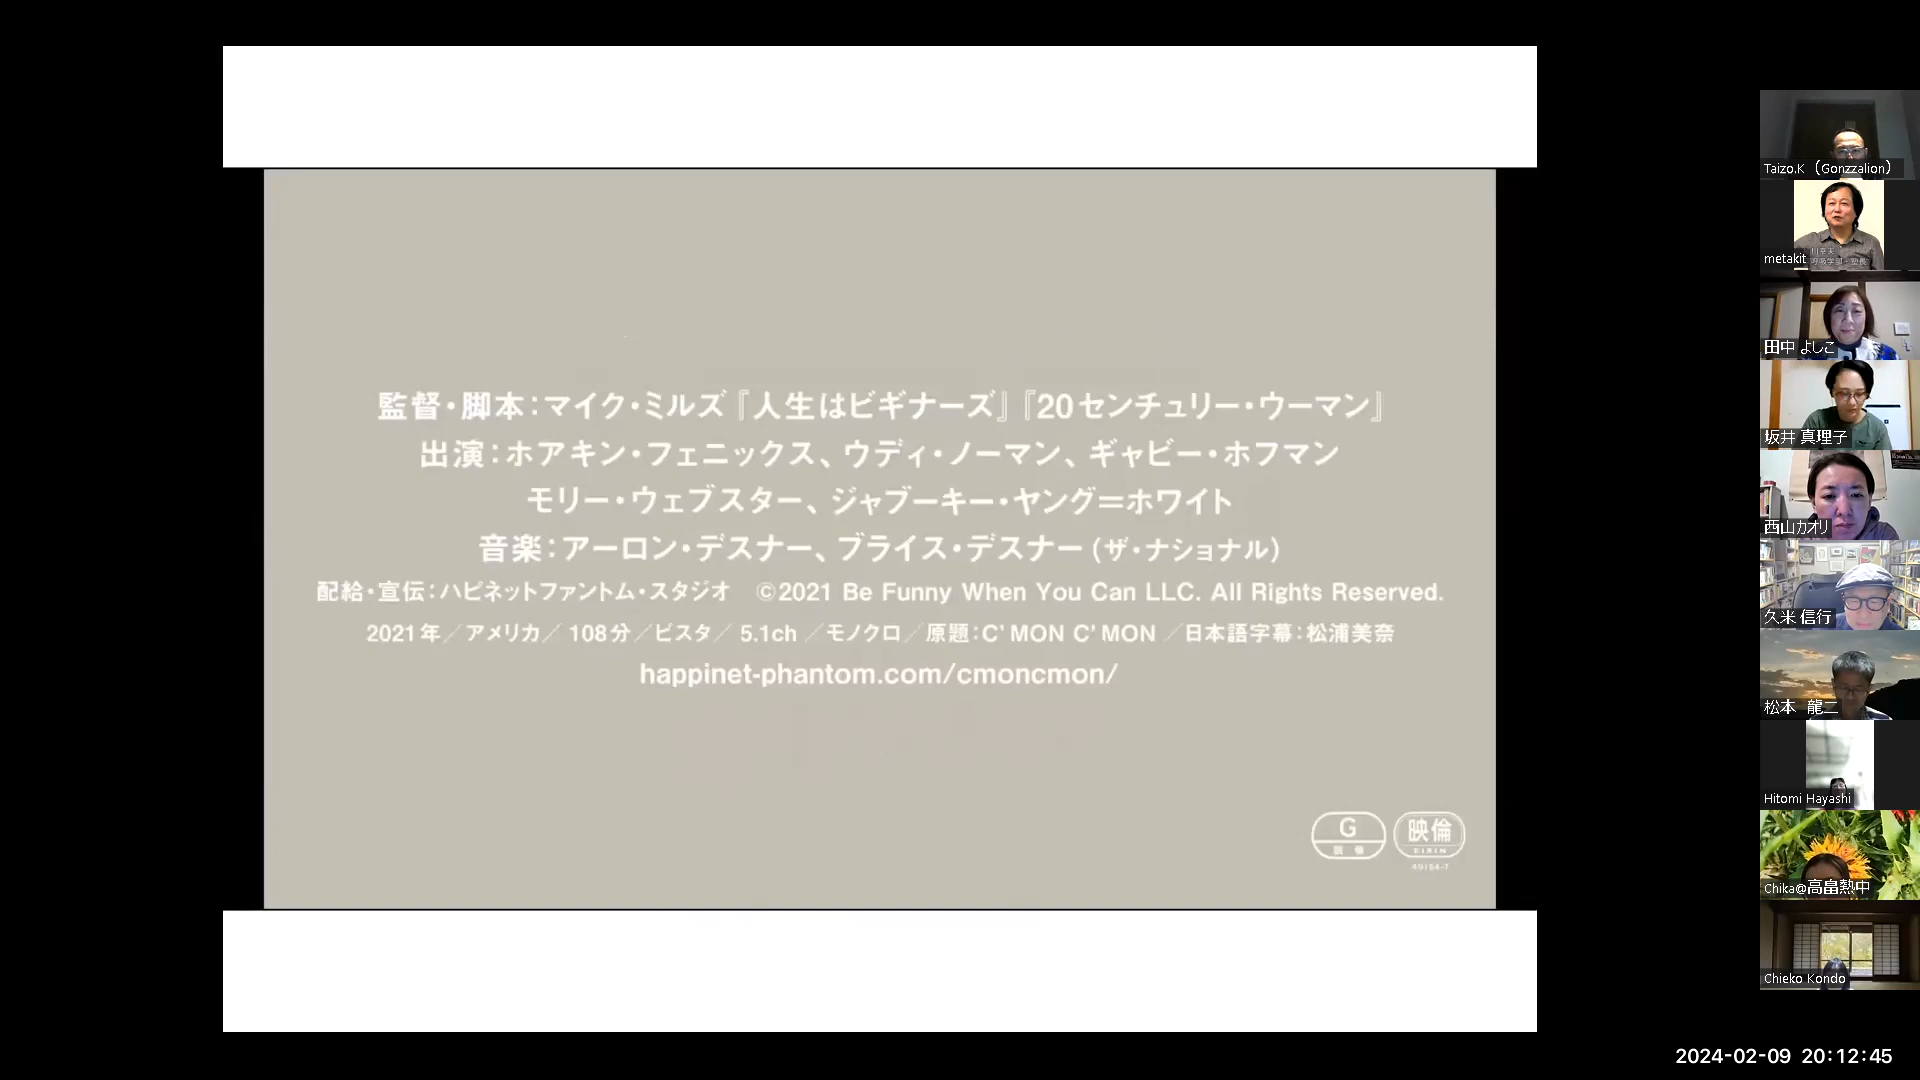 監督・脚本：マイク・ミルズ『人生はビギナーズ』『20センチュリー・ウーマン』
出演：ホアキン・フェニックス、ウディ・ノーマン、ギャビー・ホフマン
モリー・ウェブスター、ジャブーキー・ヤング＝ホワイト
音楽：アーロン・デスナー、ブライス・デスナー（ザ・ナショナル）
配給・宣伝：ハピネットファントム・スタジオ　©2021 Be Funny When You Can LLC. All Rights Reserved.
2021年／アメリカ／108分／ビスタ／5.1ch／モノクロ／原題：C'MON C'MON／日本語字幕：松浦美奈
happinet-phantom.com/cmoncmon/
G
映倫
EIRIN
Taizo.K（Gonzzalion）
metakit
田中 よしこ
坂井 真理子
西山カオリ
久米 信行
松本　龍二
Hitomi Hayashi
Chika@高畠熱中
Chieko Kondo
2024-02-09 20:12:45